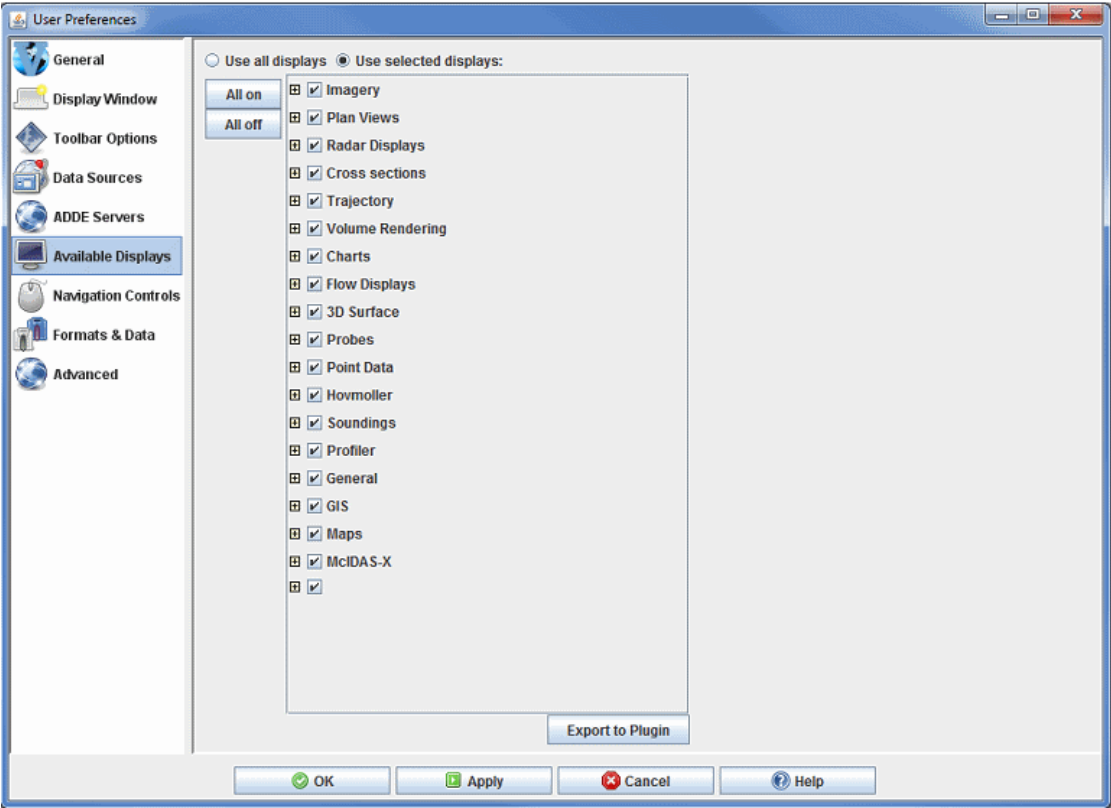 User Preferences
General
Display Window
Toolbar Options
Data Sources
ADDE Servers
Available Displays
Navigation Controls
Formats & Data
Advanced
Use all displays Use selected displays:
All on
All off
Imagery
Plan Views
Radar Displays
Cross sections
Trajectory
Volume Rendering
Charts
Flow Displays
3D Surface
Probes
Point Data
Hovmoller
Soundings
Profiler
General
GIS
Maps
McIDAS-X
Export to Plugin
OK Apply Cancel Help